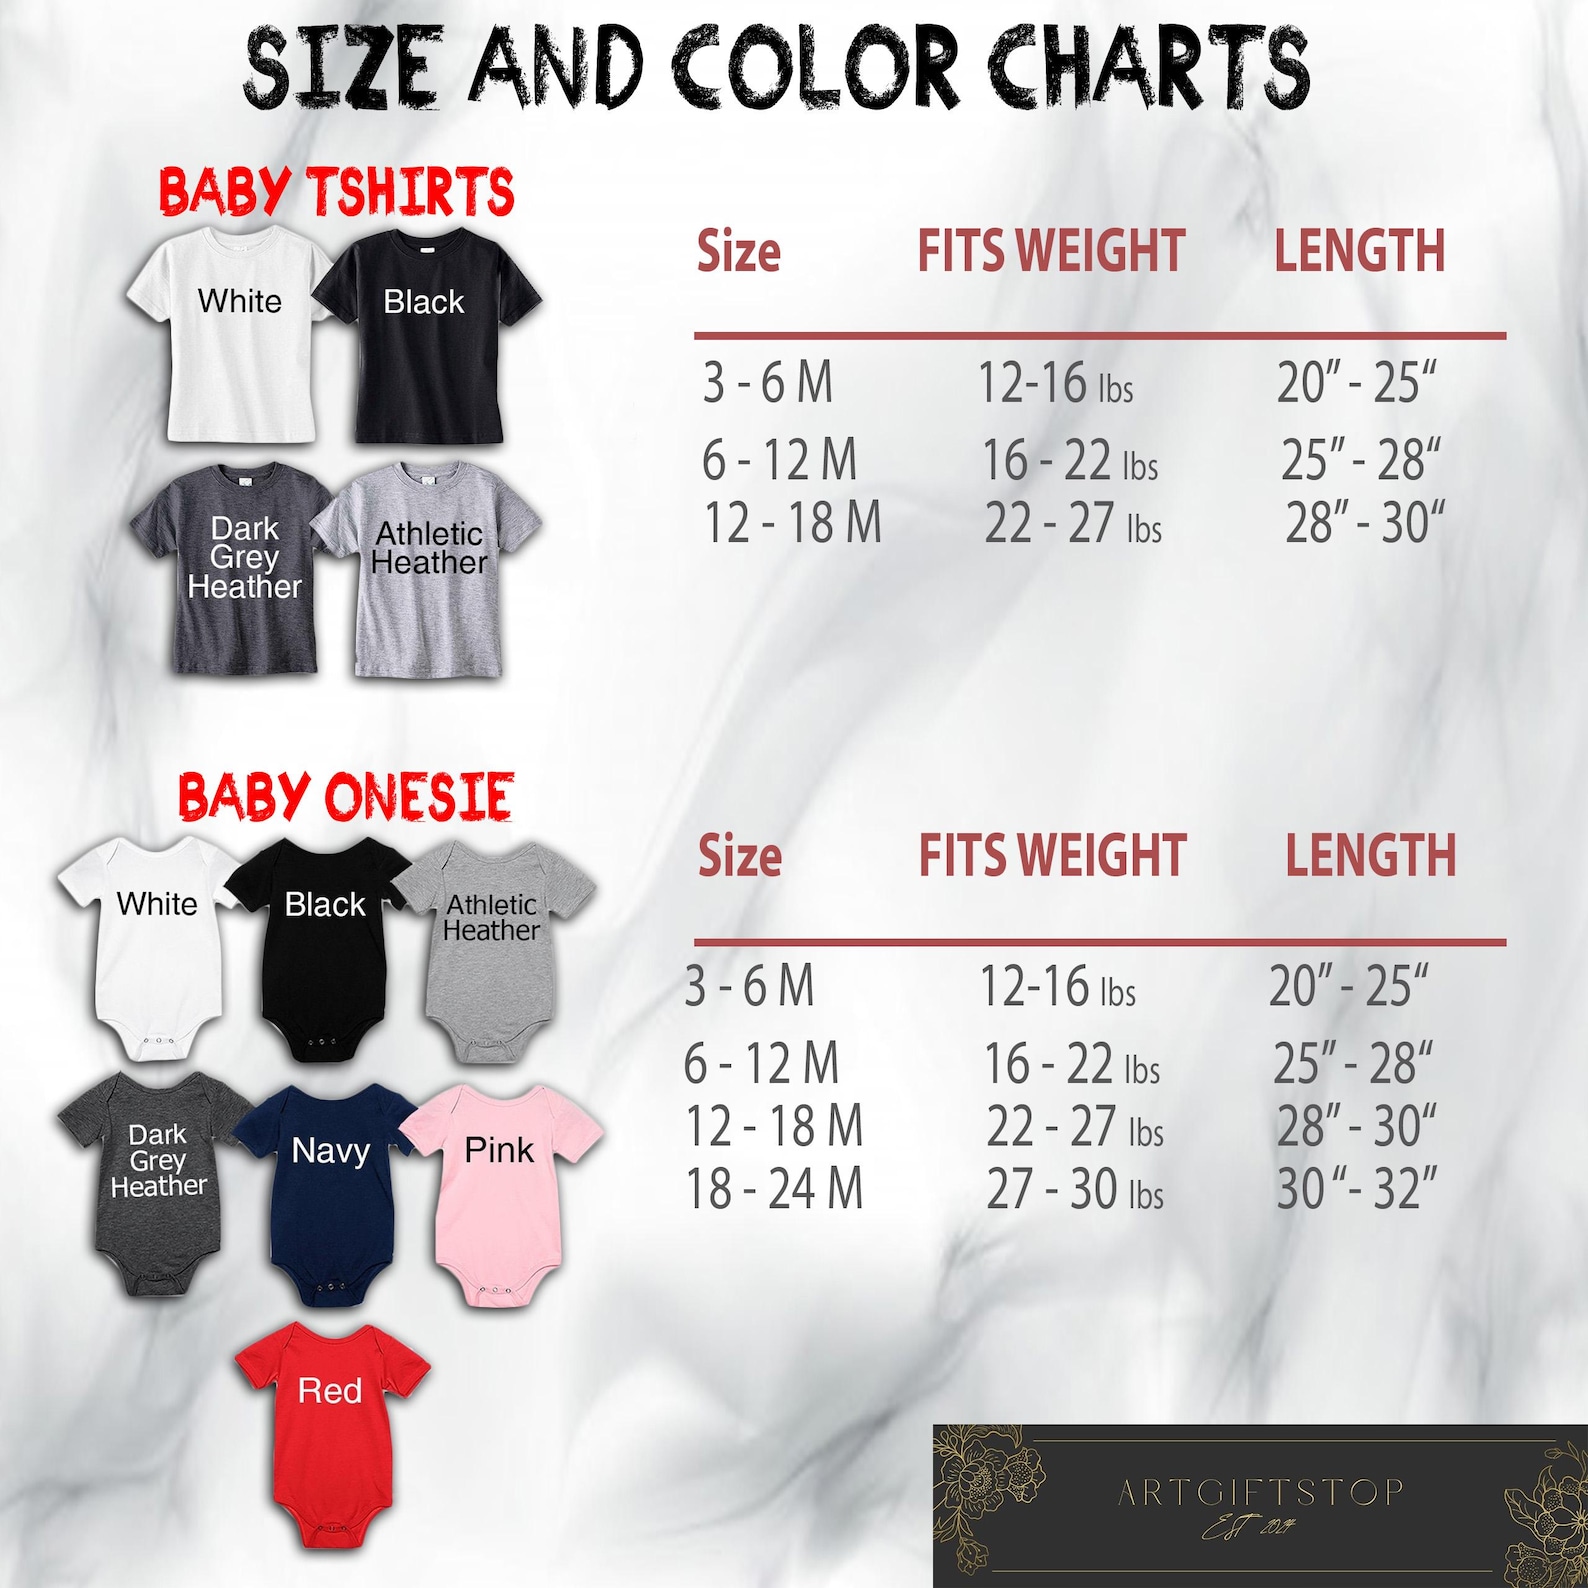 SIZE AND COLOR CHARTS
BABY TSHIRTS
White
Black
Dark
Grey
Heather
Athletic
Heather
Size FITS WEIGHT LENGTH
3 - 6 M 12-16 lbs 20” - 25“
6 - 12 M 16 - 22 lbs 25” - 28“
12 - 18 M 22 - 27 lbs 28” - 30“
BABY ONESIE
White
Black
Athletic
Heather
Dark
Grey
Heather
Navy
Pink
Red
Size FITS WEIGHT LENGTH
3 - 6 M 12-16 lbs 20” - 25“
6 - 12 M 16 - 22 lbs 25” - 28“
12 - 18 M 22 - 27 lbs 28” - 30“
18 - 24 M 27 - 30 lbs 30 “- 32”
ARTGIFTSTOP
EST 2024